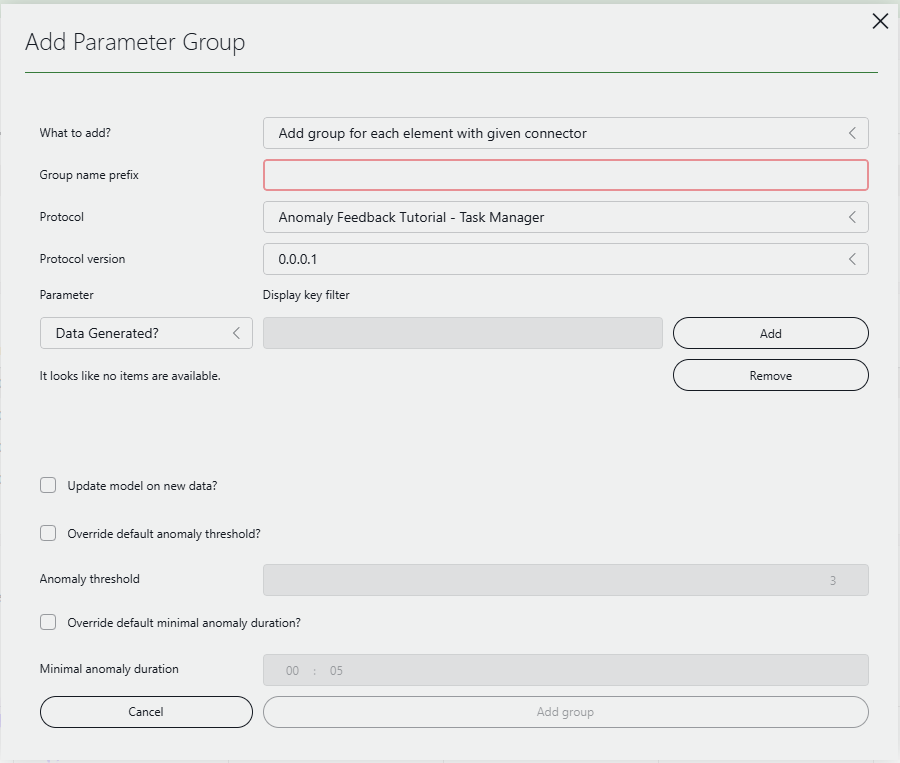 Add Parameter Group
What to add?
Add group for each element with given connector
Group name prefix
Protocol
Anomaly Feedback Tutorial - Task Manager
Protocol version
0.0.0.1
Parameter
Display key filter
Data Generated?
Add
It looks like no items are available.
Remove
Update model on new data?
Override default anomaly threshold?
Anomaly threshold
3
Override default minimal anomaly duration?
Minimal anomaly duration
00 : 05
Cancel
Add group